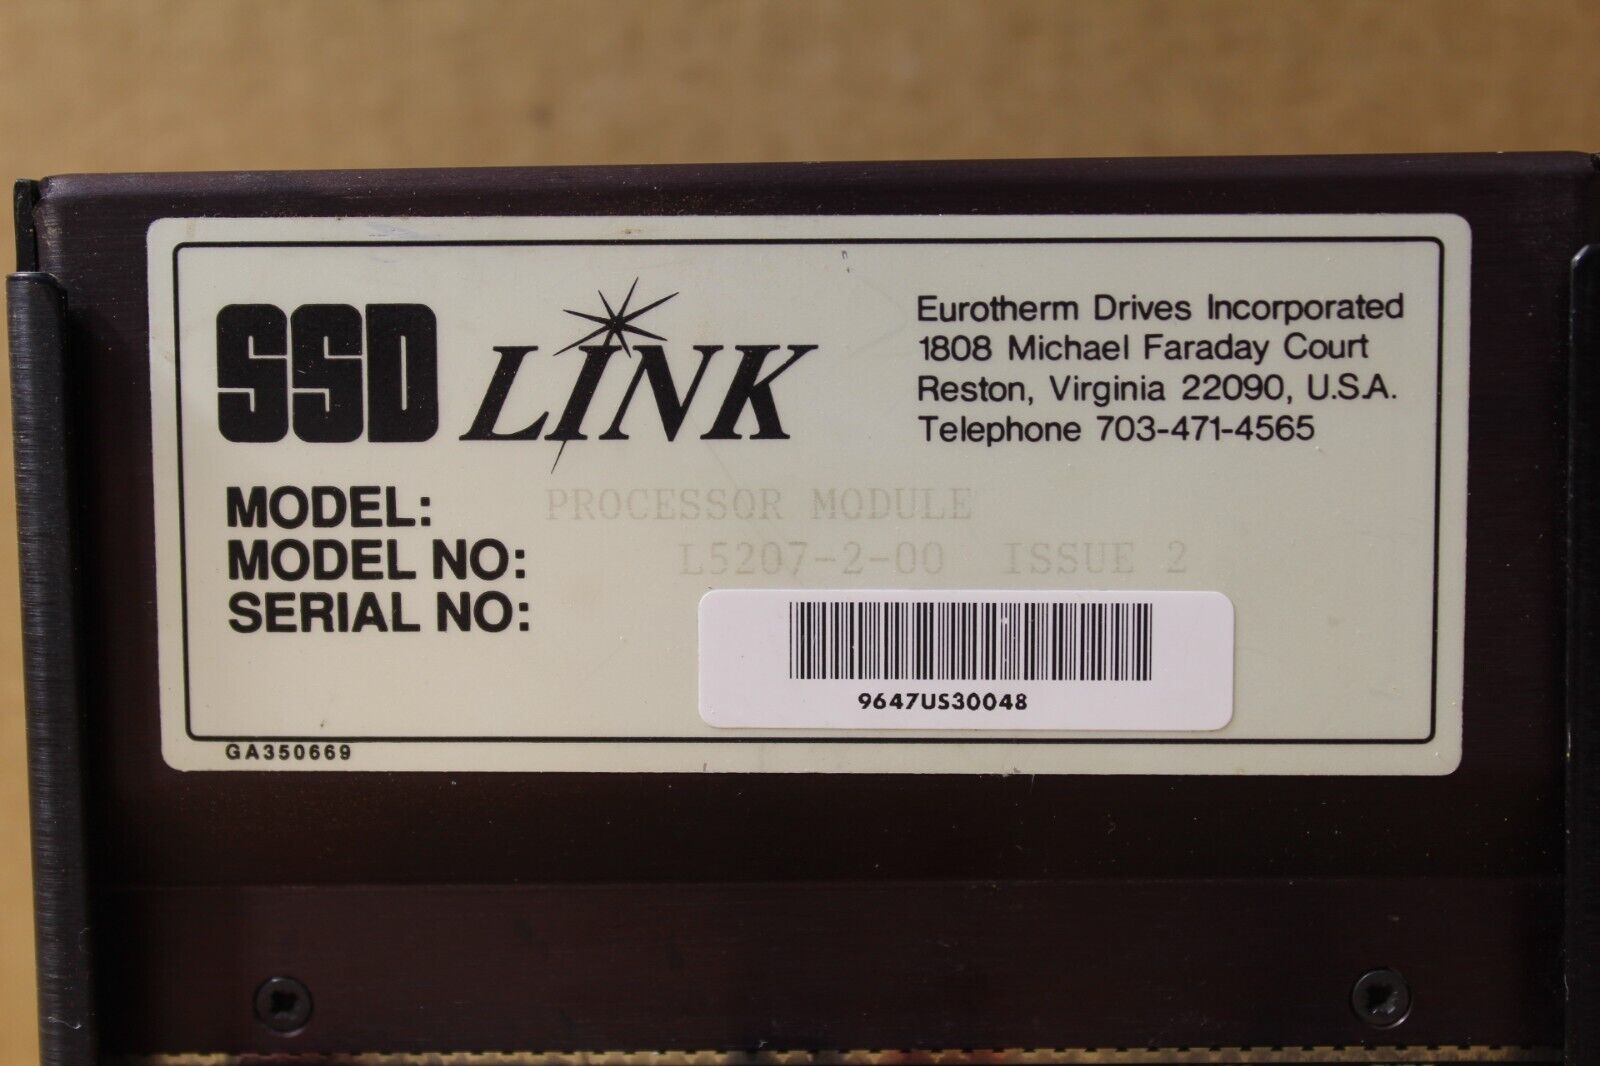 SSD LINK
Eurotherm Drives Incorporated
1808 Michael Faraday Court
Reston, Virginia 22090, U.S.A.
Telephone 703-471-4565
MODEL: PROCESSOR MODULE
MODEL NO: L5207-2-00 ISSUE 2
SERIAL NO:
9647US30048
GA350669